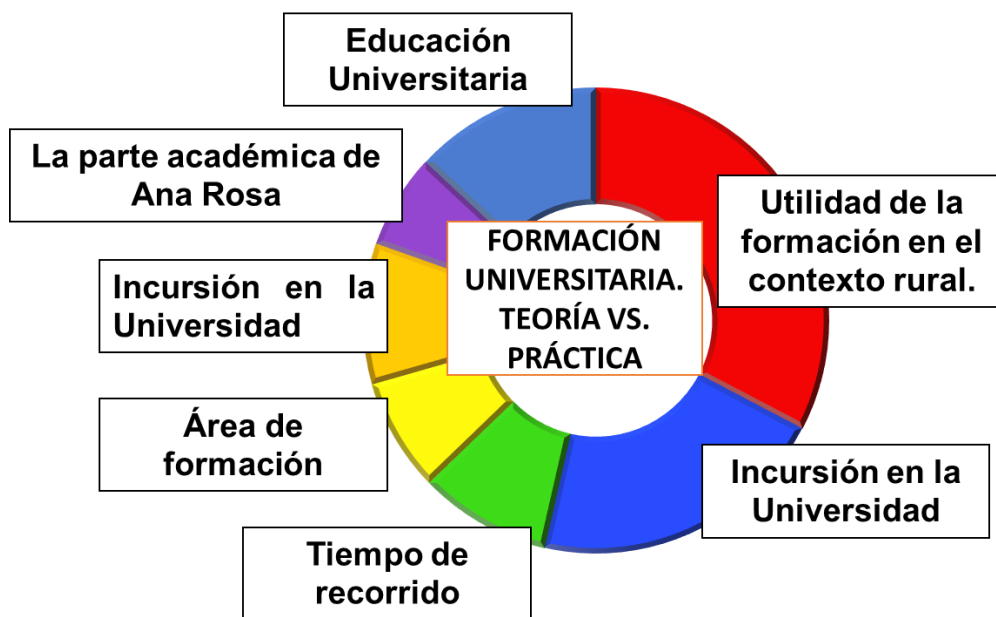 Educación
Universitaria
La parte académica de
Ana Rosa
Utilidad de la
formación en el
contexto rural.
FORMACIÓN
UNIVERSITARIA.
TEORÍA VS.
PRÁCTICA
Incursión en la
Universidad
Área de
formación
Incursión en la
Universidad
Tiempo de
recorrido